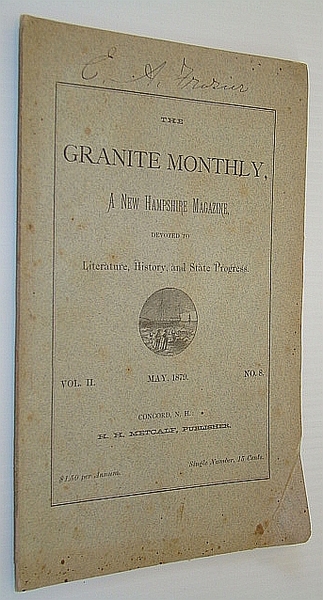 E. A. Frozier
THE
GRANITE MONTHLY,
A NEW HAMPSHIRE MAGAZINE,
DEVOTED TO
Literature, History, and State Progress.
VOL. II. MAY, 1879. NO. 8.
CONCORD, N. H.:
H. H. METCALF, PUBLISHER.
$1.50 per Annum. Single Number, 15 Cents.